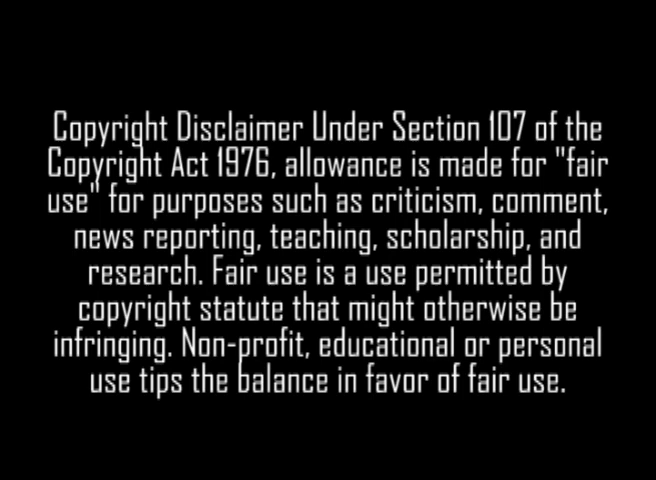 Copyright Disclaimer Under Section 107 of the
Copyright Act 1976, allowance is made for "fair
use" for purposes such as criticism, comment,
news reporting, teaching, scholarship, and
research. Fair use is a use permitted by
copyright statute that might otherwise be
infringing. Non-profit, educational or personal
use tips the balance in favor of fair use.